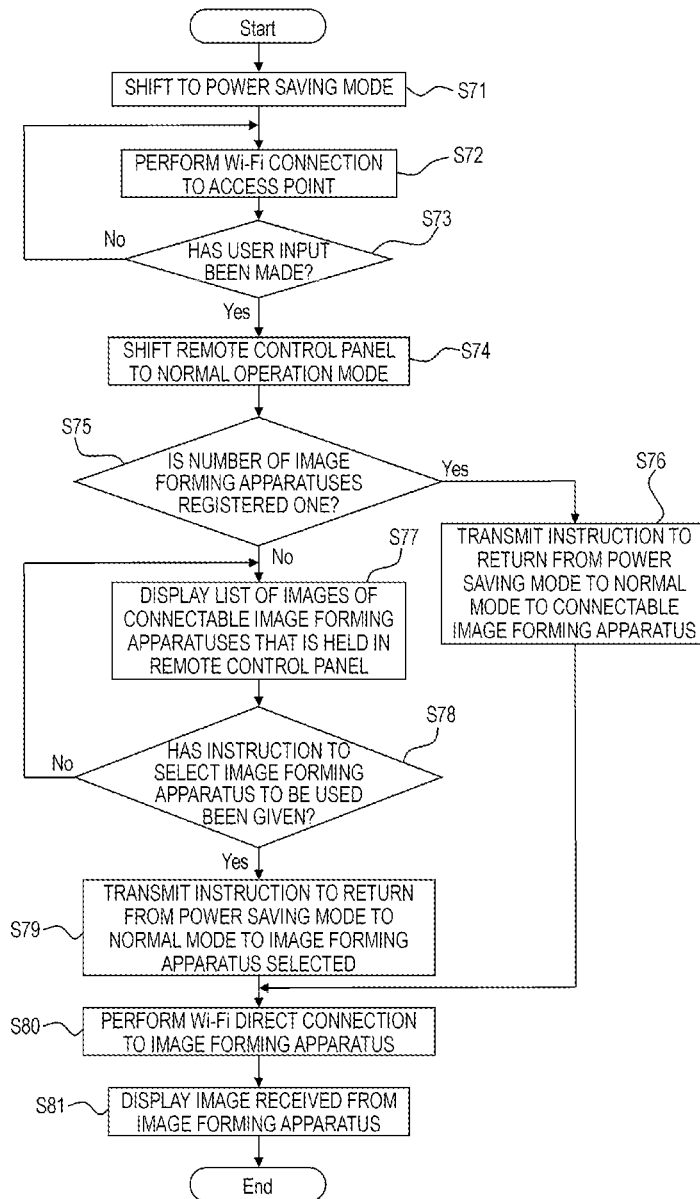 Start
SHIFT TO POWER SAVING MODE
S71
PERFORM Wi-Fi CONNECTION
TO ACCESS POINT
S72
HAS USER INPUT
BEEN MADE?
S73
No
Yes
SHIFT REMOTE CONTROL PANEL
TO NORMAL OPERATION MODE
S74
S75
IS NUMBER OF IMAGE
FORMING APPARATUSES
REGISTERED ONE?
Yes
No
S76
TRANSMIT INSTRUCTION TO
RETURN FROM POWER
SAVING MODE TO NORMAL
MODE TO CONNECTABLE
IMAGE FORMING APPARATUS
S77
DISPLAY LIST OF IMAGES OF
CONNECTABLE IMAGE FORMING
APPARATUSES THAT IS HELD IN
REMOTE CONTROL PANEL
S78
HAS INSTRUCTION TO
SELECT IMAGE FORMING
APPARATUS TO BE USED
BEEN GIVEN?
No
Yes
S79
TRANSMIT INSTRUCTION TO RETURN
FROM POWER SAVING MODE TO
NORMAL MODE TO IMAGE FORMING
APPARATUS SELECTED
S80
PERFORM Wi-Fi DIRECT CONNECTION
TO IMAGE FORMING APPARATUS
S81
DISPLAY IMAGE RECEIVED FROM
IMAGE FORMING APPARATUS
End